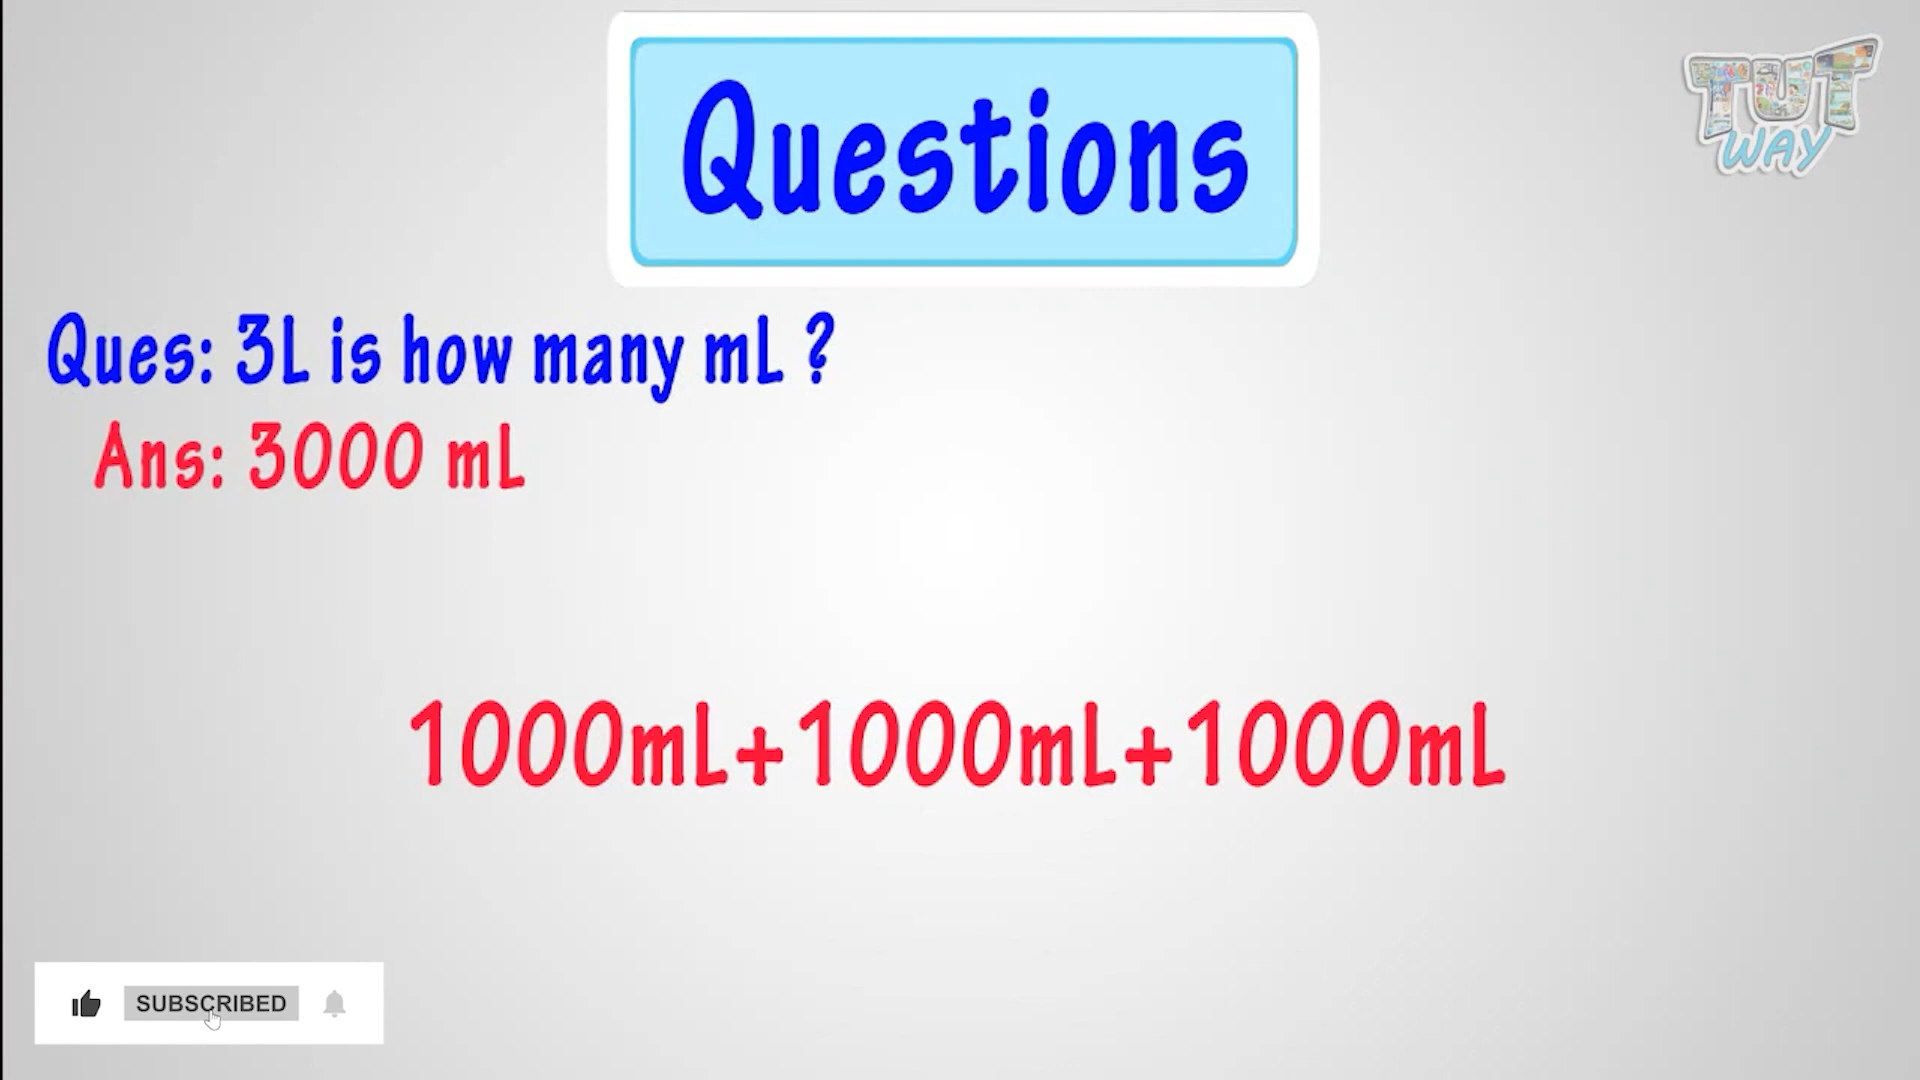 Questions
TUT
WAY
Ques: 3L is how many mL ?
Ans: 3000 mL
1000mL+1000mL+1000mL
SUBSCRIBED